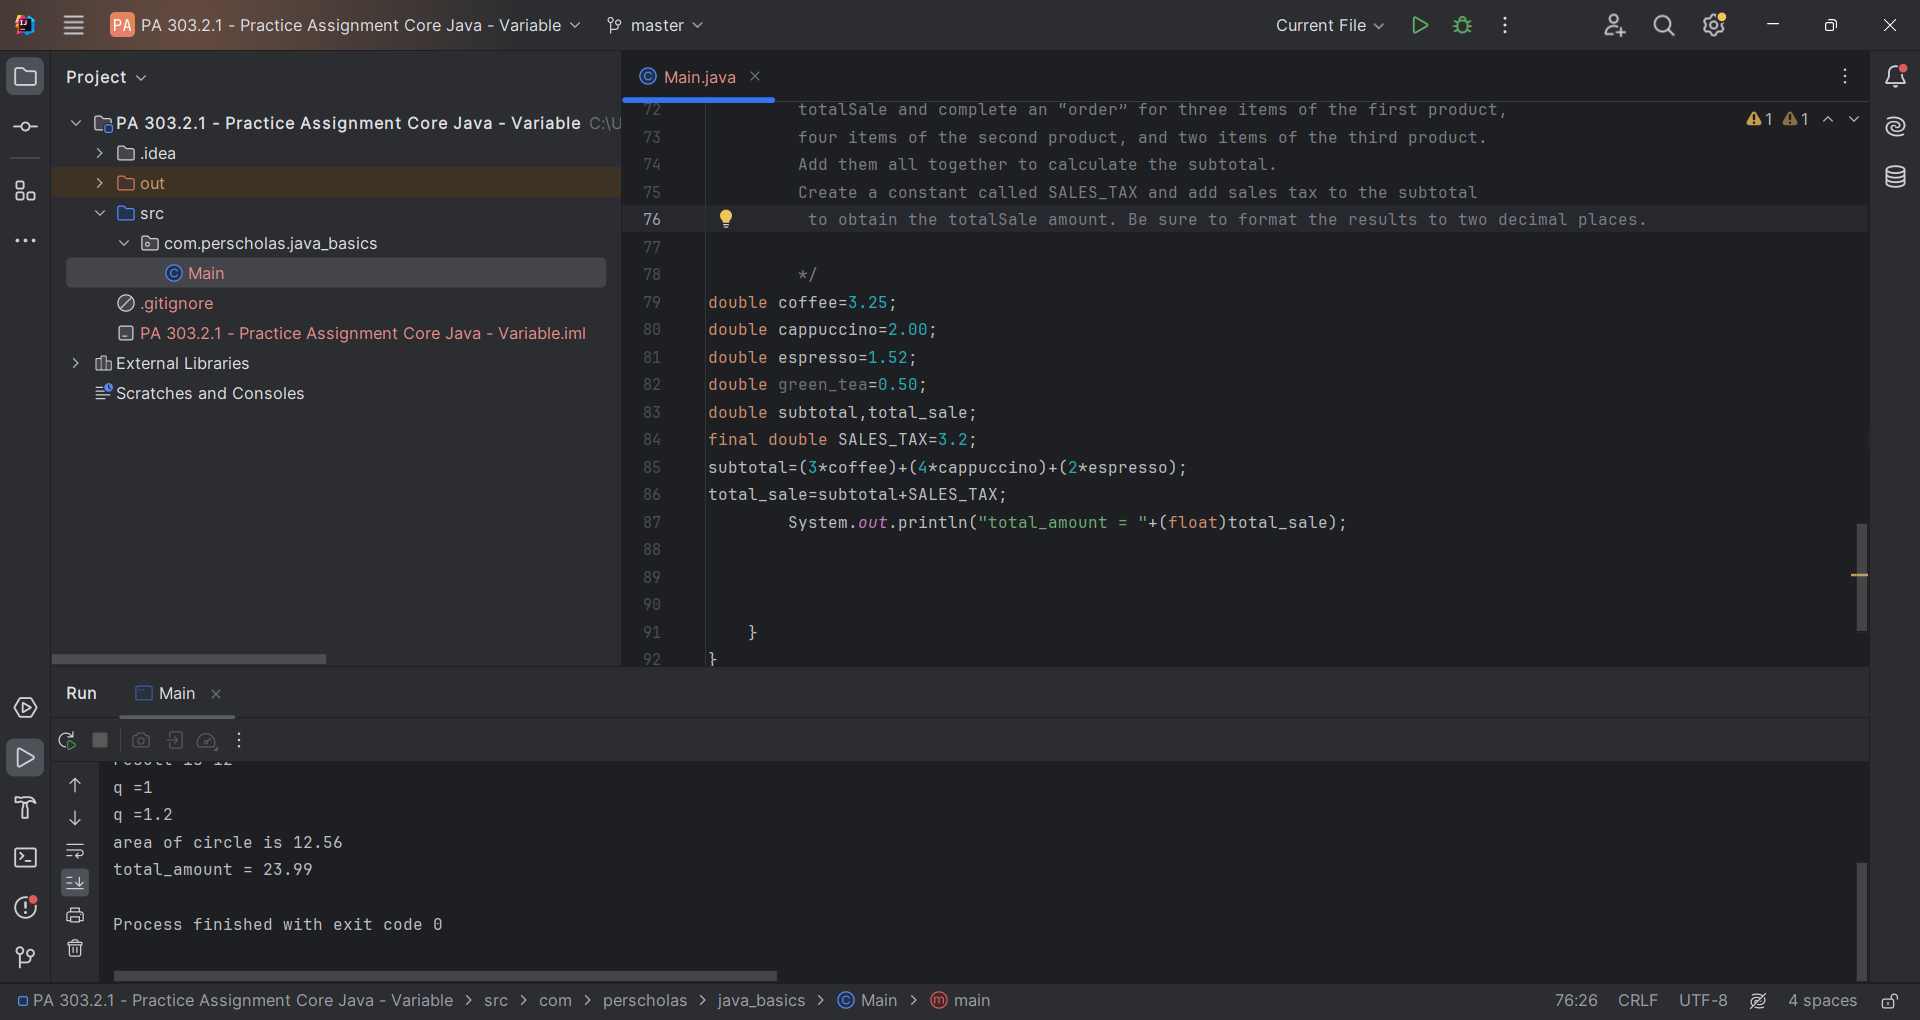 PA PA 303.2.1 - Practice Assignment Core Java - Variable master Current File
Project
PA 303.2.1 - Practice Assignment Core Java - Variable C:\U
.idea
out
src
com.perscholas.java_basics
Main
.gitignore
PA 303.2.1 - Practice Assignment Core Java - Variable.iml
External Libraries
Scratches and Consoles
Main.java
1 1
72 totalSale and complete an “order” for three items of the first product,
73 four items of the second product, and two items of the third product.
74 Add them all together to calculate the subtotal.
75 Create a constant called SALES_TAX and add sales tax to the subtotal
76 to obtain the totalSale amount. Be sure to format the results to two decimal places.
77
78 */
79 double coffee=3.25;
80 double cappuccino=2.00;
81 double espresso=1.52;
82 double green_tea=0.50;
83 double subtotal,total_sale;
84 final double SALES_TAX=3.2;
85 subtotal=(3*coffee)+(4*cappuccino)+(2*espresso);
86 total_sale=subtotal+SALES_TAX;
87 System.out.println("total_amount = "+(float)total_sale);
88
89
90
91 }
92 }
Run Main
result is 12
q =1
q =1.2
area of circle is 12.56
total_amount = 23.99
Process finished with exit code 0
PA 303.2.1 - Practice Assignment Core Java - Variable > src > com > perscholas > java_basics > Main > main 76:26 CRLF UTF-8 4 spaces